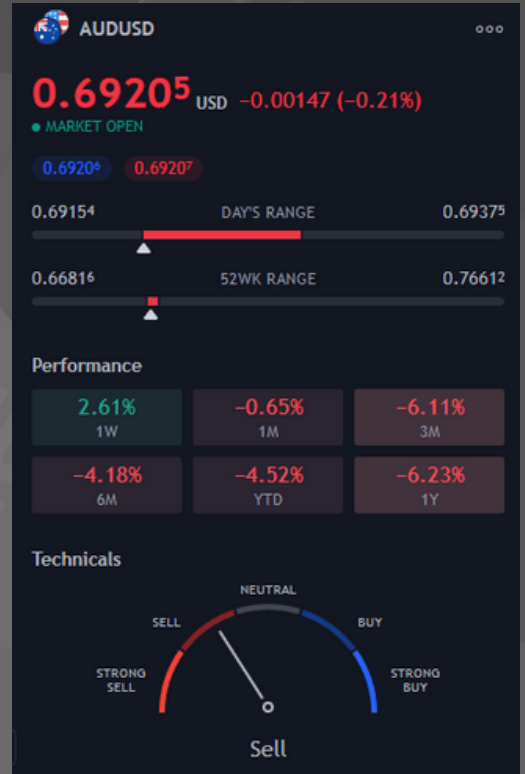 AUDUSD
0.69205 USD −0.00147 (−0.21%)
MARKET OPEN
0.69206 0.69207
0.69154 DAY'S RANGE 0.69375
0.66816 52WK RANGE 0.76612
Performance
2.61% −0.65% −6.11%
1W 1M 3M
−4.18% −4.52% −6.23%
6M YTD 1Y
Technicals
NEUTRAL
SELL BUY
STRONG STRONG
SELL BUY
Sell